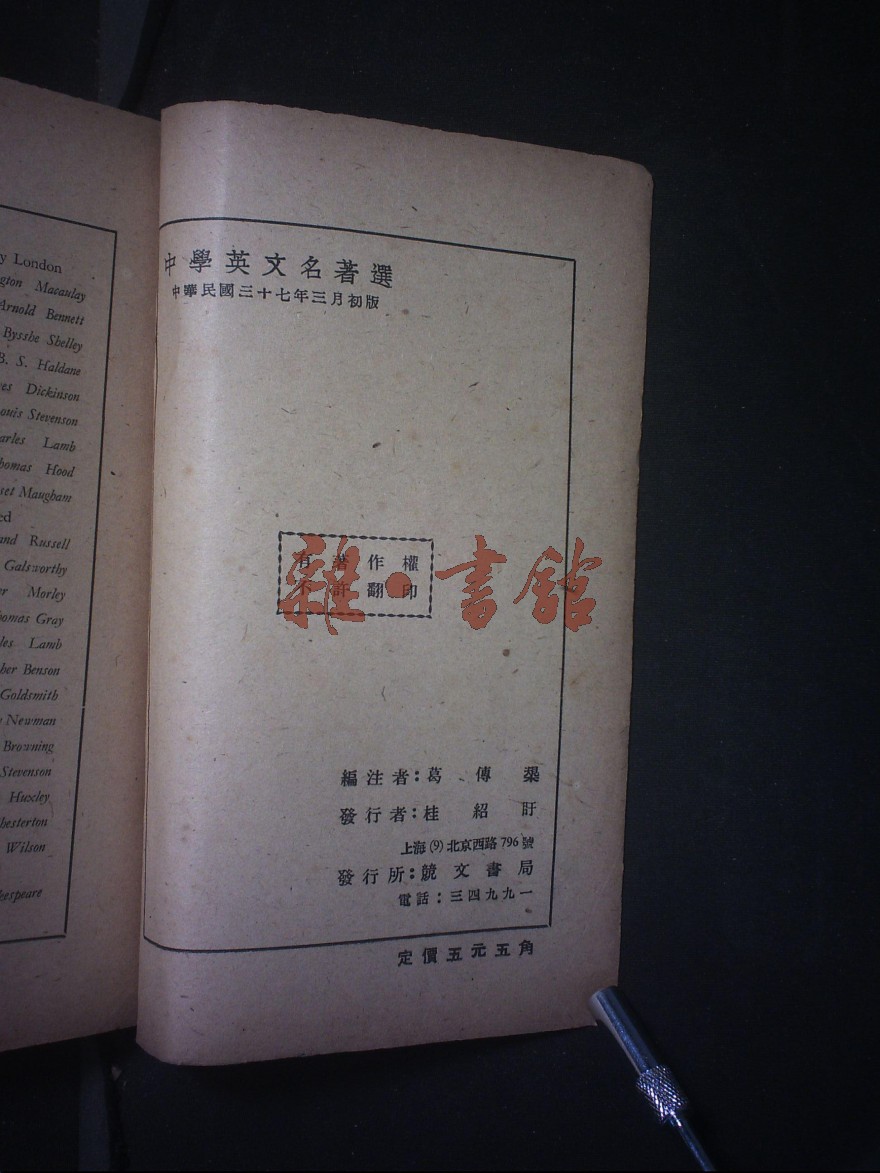 y London
gton Macaulay
Arnold Bennett
Bysshe Shelley
B. S. Haldane
es Dickinson
ouis Stevenson
arles Lamb
homas Hood
set Maugham
ed
and Russell
Galsworthy
er Morley
omas Gray
les Lamb
her Benson
Goldsmith
Newman
Browning
Stevenson
Huxley
hesterton
Wilson
kespeare
中學英文名著選
中華民國三十七年三月初版
有著作權
不許翻印
雜·書館
編注者:葛傳槼
發行者:桂紹盱
上海(9)北京西路796號
發行所:競文書局
電話:三四九九一
定價五元五角